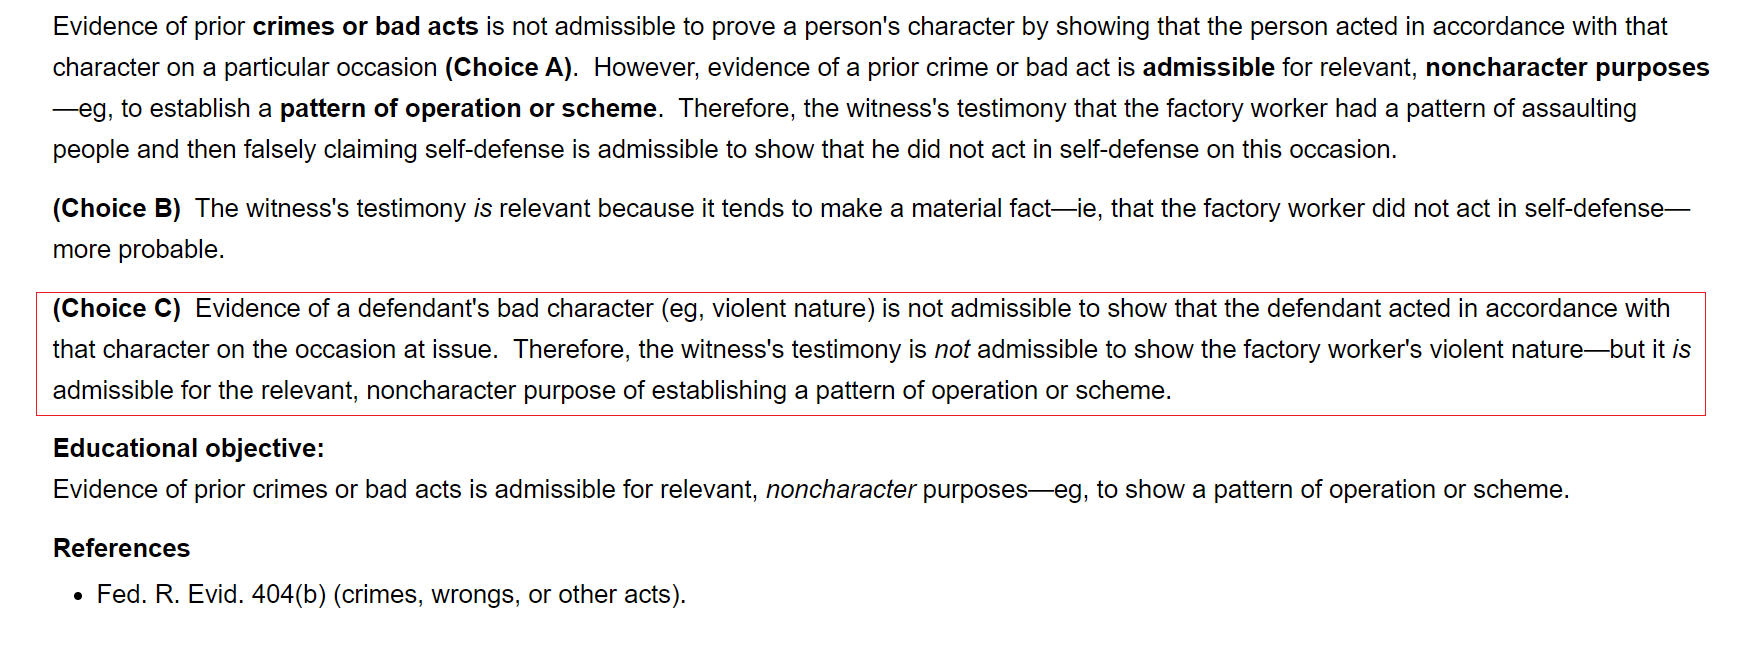 Evidence of prior crimes or bad acts is not admissible to prove a person's character by showing that the person acted in accordance with that
character on a particular occasion (Choice A).  However, evidence of a prior crime or bad act is admissible for relevant, noncharacter purposes
—eg, to establish a pattern of operation or scheme.  Therefore, the witness's testimony that the factory worker had a pattern of assaulting
people and then falsely claiming self-defense is admissible to show that he did not act in self-defense on this occasion.
(Choice B)  The witness's testimony is relevant because it tends to make a material fact—ie, that the factory worker did not act in self-defense—
more probable.
(Choice C)  Evidence of a defendant's bad character (eg, violent nature) is not admissible to show that the defendant acted in accordance with
that character on the occasion at issue.  Therefore, the witness's testimony is not admissible to show the factory worker's violent nature—but it is
admissible for the relevant, noncharacter purpose of establishing a pattern of operation or scheme.
Educational objective:
Evidence of prior crimes or bad acts is admissible for relevant, noncharacter purposes—eg, to show a pattern of operation or scheme.
References
• Fed. R. Evid. 404(b) (crimes, wrongs, or other acts).